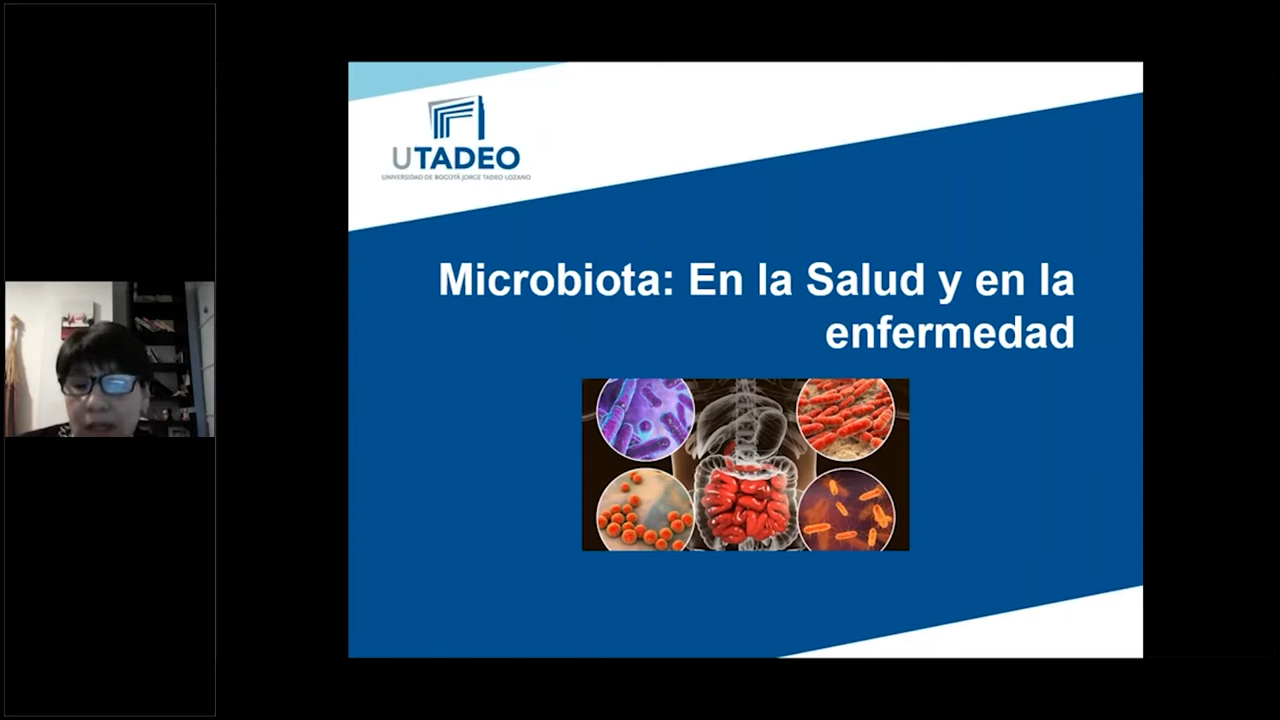 UTADEO
UNIVERSIDAD DE BOGOTÁ JORGE TADEO LOZANO
Microbiota: En la Salud y en la
enfermedad